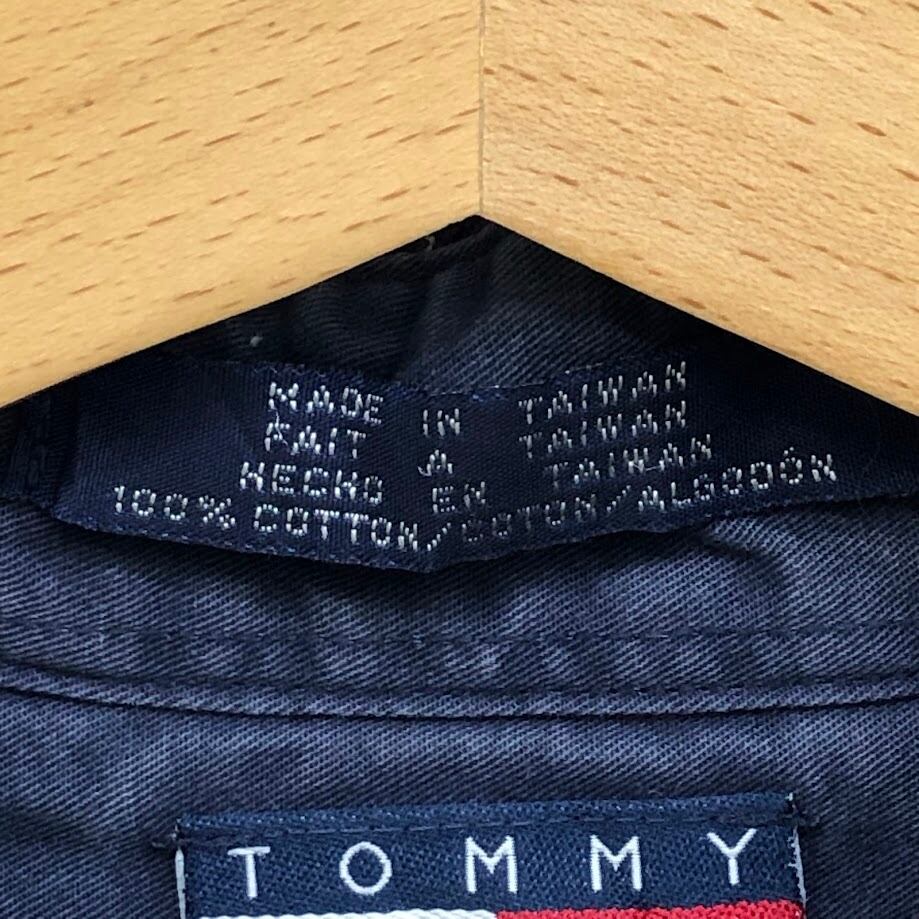 MADE IN TAIWAN
FAIT A TAIWAN
HECHO EN TAIWAN
100% COTTON/COTON/ALGODÓN
TOMMY